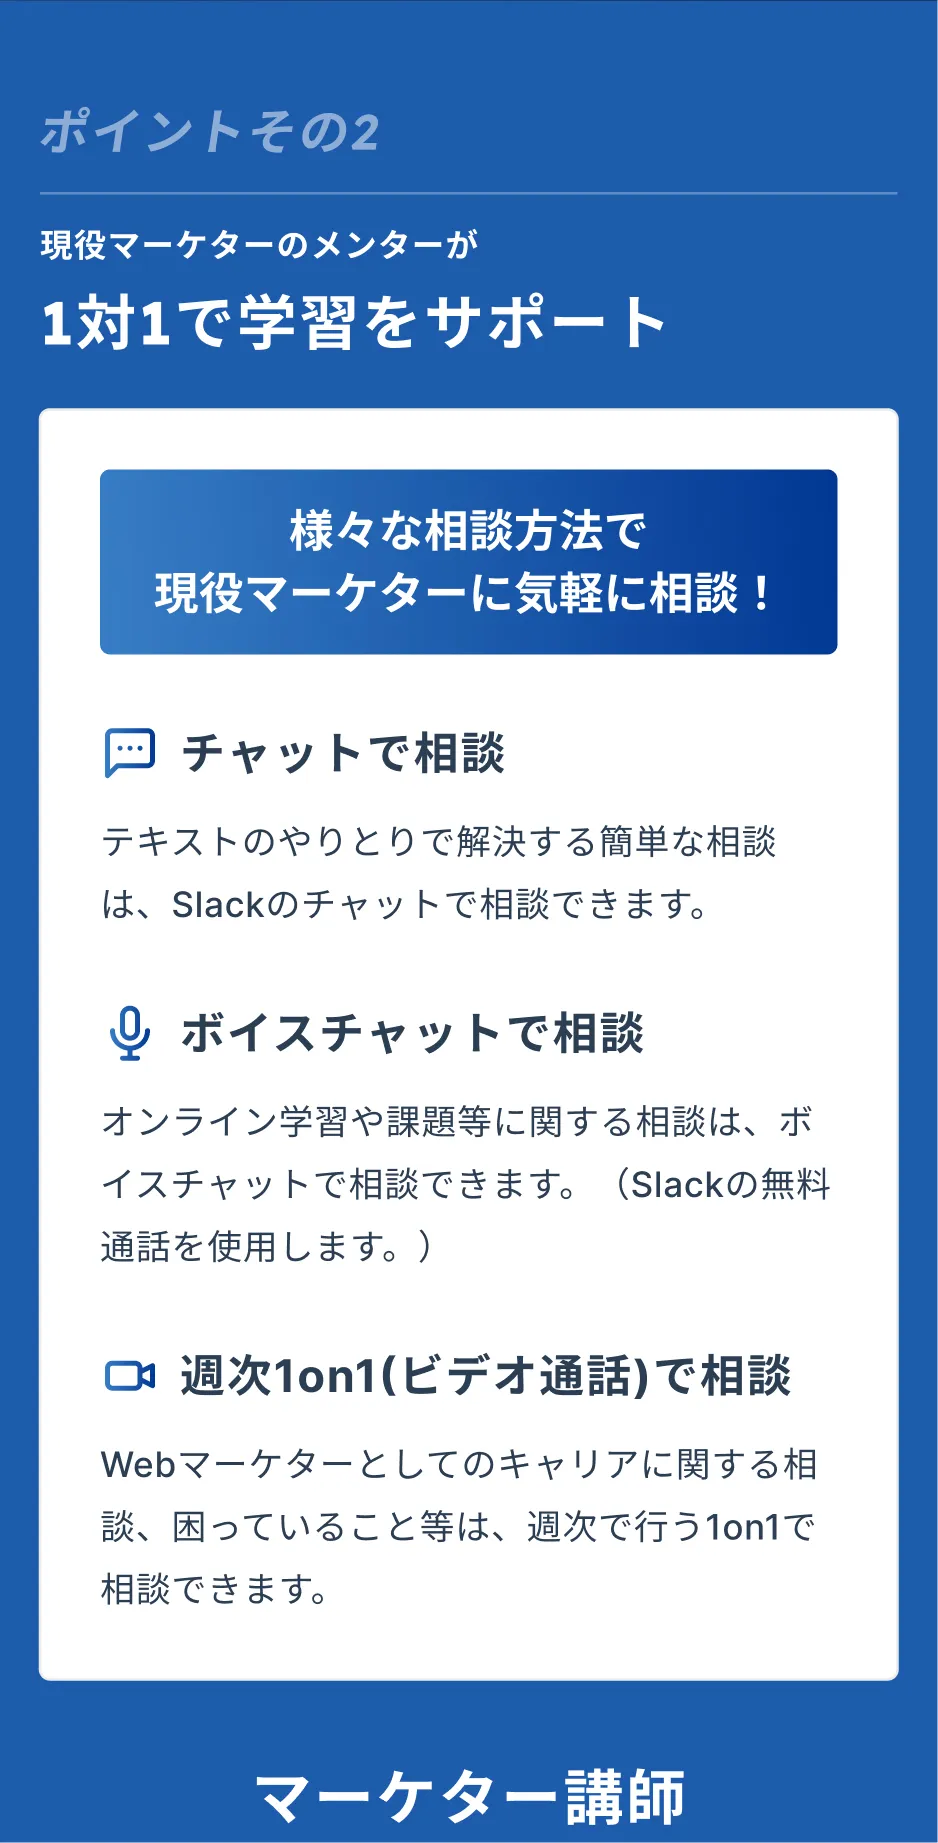 ポイントその2
現役マーケターのメンターが
1対1で学習をサポート
様々な相談方法で
現役マーケターに気軽に相談！
チャットで相談
テキストのやりとりで解決する簡単な相談
は、Slackのチャットで相談できます。
ボイスチャットで相談
オンライン学習や課題等に関する相談は、ボ
イスチャットで相談できます。（Slackの無料
通話を使用します。）
週次1on1(ビデオ通話)で相談
Webマーケターとしてのキャリアに関する相
談、困っていること等は、週次で行う1on1で
相談できます。
マーケター講師